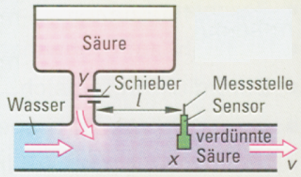 Säure
y
Schieber
l
Messstelle
Sensor
Wasser
x
verdünnte
Säure
v